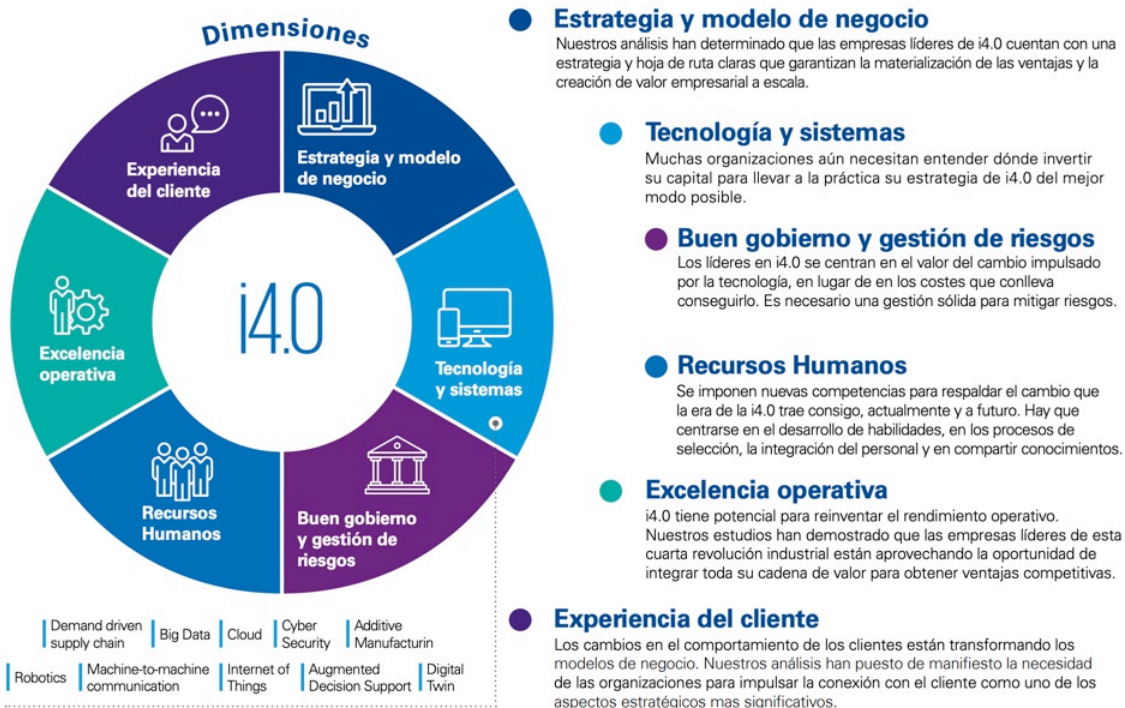 Dimensiones
Experiencia
del cliente
Estrategia y modelo
de negocio
Excelencia
operativa
i4.0
Tecnología
y sistemas
Recursos
Humanos
Buen gobierno
y gestión de
riesgos
Demand driven
supply chain
Big Data
Cloud
Cyber
Security
Additive
Manufacturin
Robotics
Machine-to-machine
communication
Internet of
Things
Augmented
Decision Support
Digital
Twin
Estrategia y modelo de negocio
Nuestros análisis han determinado que las empresas líderes de i4.0 cuentan con una
estrategia y hoja de ruta claras que garantizan la materialización de las ventajas y la
creación de valor empresarial a escala.
Tecnología y sistemas
Muchas organizaciones aún necesitan entender dónde invertir
su capital para llevar a la práctica su estrategia de i4.0 del mejor
modo posible.
Buen gobierno y gestión de riesgos
Los líderes en i4.0 se centran en el valor del cambio impulsado
por la tecnología, en lugar de en los costes que conlleva
conseguirlo. Es necesario una gestión sólida para mitigar riesgos.
Recursos Humanos
Se imponen nuevas competencias para respaldar el cambio que
la era de la i4.0 trae consigo, actualmente y a futuro. Hay que
centrarse en el desarrollo de habilidades, en los procesos de
selección, la integración del personal y en compartir conocimientos.
Excelencia operativa
i4.0 tiene potencial para reinventar el rendimiento operativo.
Nuestros estudios han demostrado que las empresas líderes de esta
cuarta revolución industrial están aprovechando la oportunidad de
integrar toda su cadena de valor para obtener ventajas competitivas.
Experiencia del cliente
Los cambios en el comportamiento de los clientes están transformando los
modelos de negocio. Nuestros análisis han puesto de manifiesto la necesidad
de las organizaciones para impulsar la conexión con el cliente como uno de los
aspectos estratégicos mas significativos.